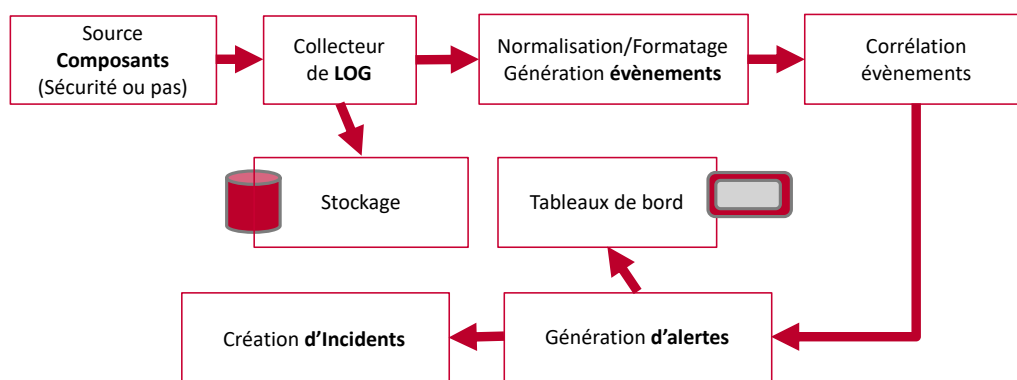 Source
Composants
(Sécurité ou pas)
Collecteur
de LOG
Normalisation/Formatage
Génération évènements
Corrélation
évènements
Stockage
Tableaux de bord
Création d'Incidents
Génération d'alertes